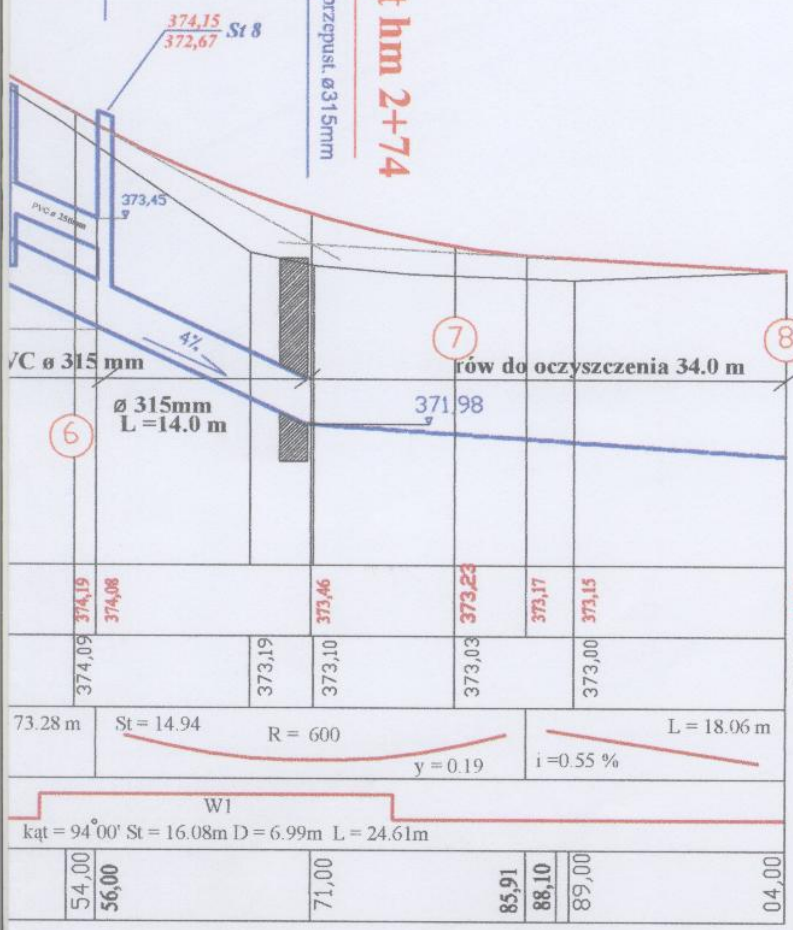 374,15
372,67
St 8
przepust. ø315mm
t hm 2+74
373,45
PVC ø 250mm
4%
VC ø 315 mm
ø 315mm
L =14.0 m
6
7
8
rów do oczyszczenia 34.0 m
371,98
374,19
374,08
373,46
373,23
373,17
373,15
374,09
373,19
373,10
373,03
373,00
73.28 m
St = 14.94
R = 600
y = 0.19
i =0.55 %
L = 18.06 m
W1
kąt = 94°00' St = 16.08m D = 6.99m L = 24.61m
54,00
56,00
71,00
85,91
88,10
89,00
04,00